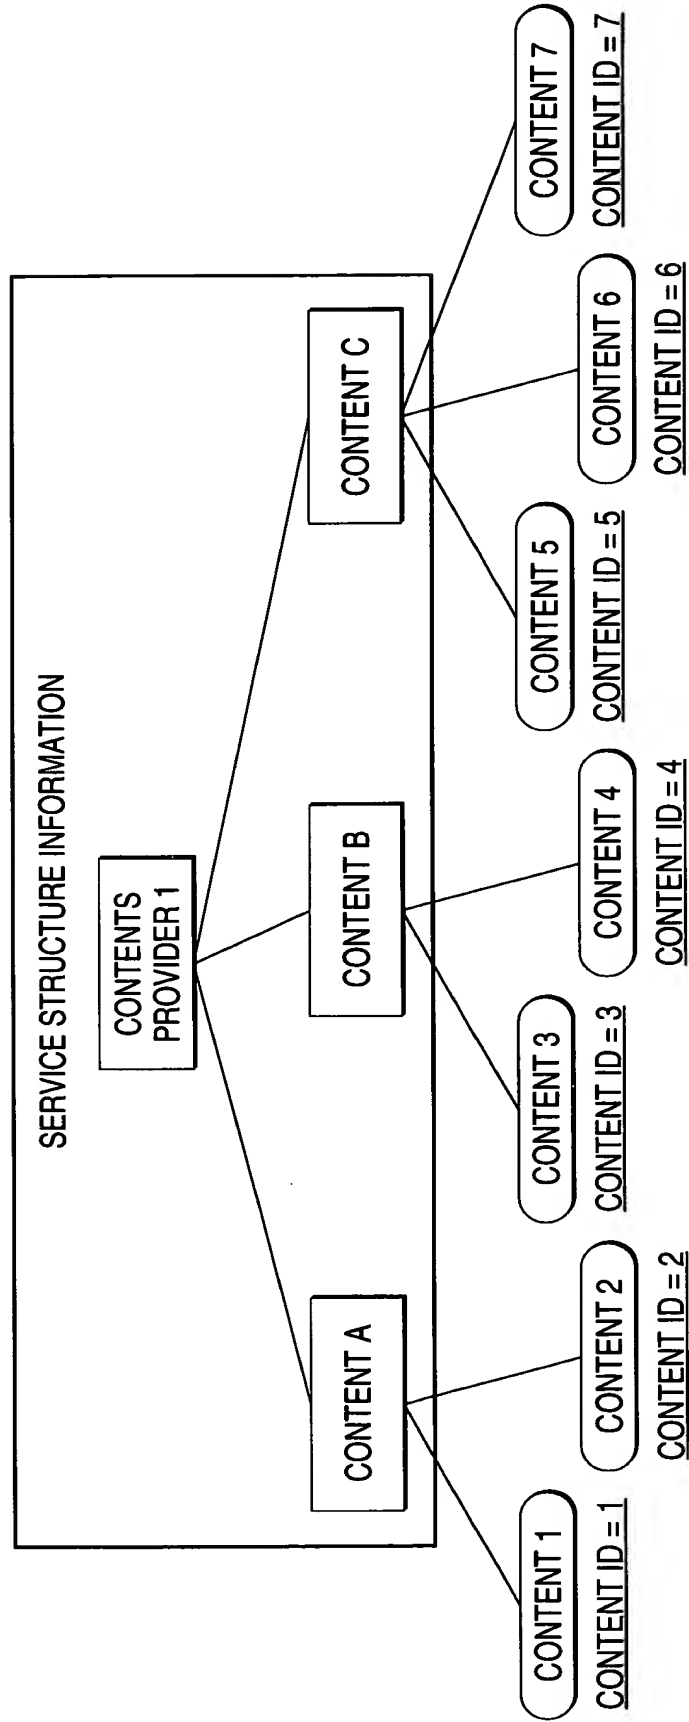 SERVICE STRUCTURE INFORMATION
CONTENTS
PROVIDER 1
CONTENT A
CONTENT B
CONTENT C
CONTENT 1
CONTENT ID = 1
CONTENT 2
CONTENT ID = 2
CONTENT 3
CONTENT ID = 3
CONTENT 4
CONTENT ID = 4
CONTENT 5
CONTENT ID = 5
CONTENT 6
CONTENT ID = 6
CONTENT 7
CONTENT ID = 7